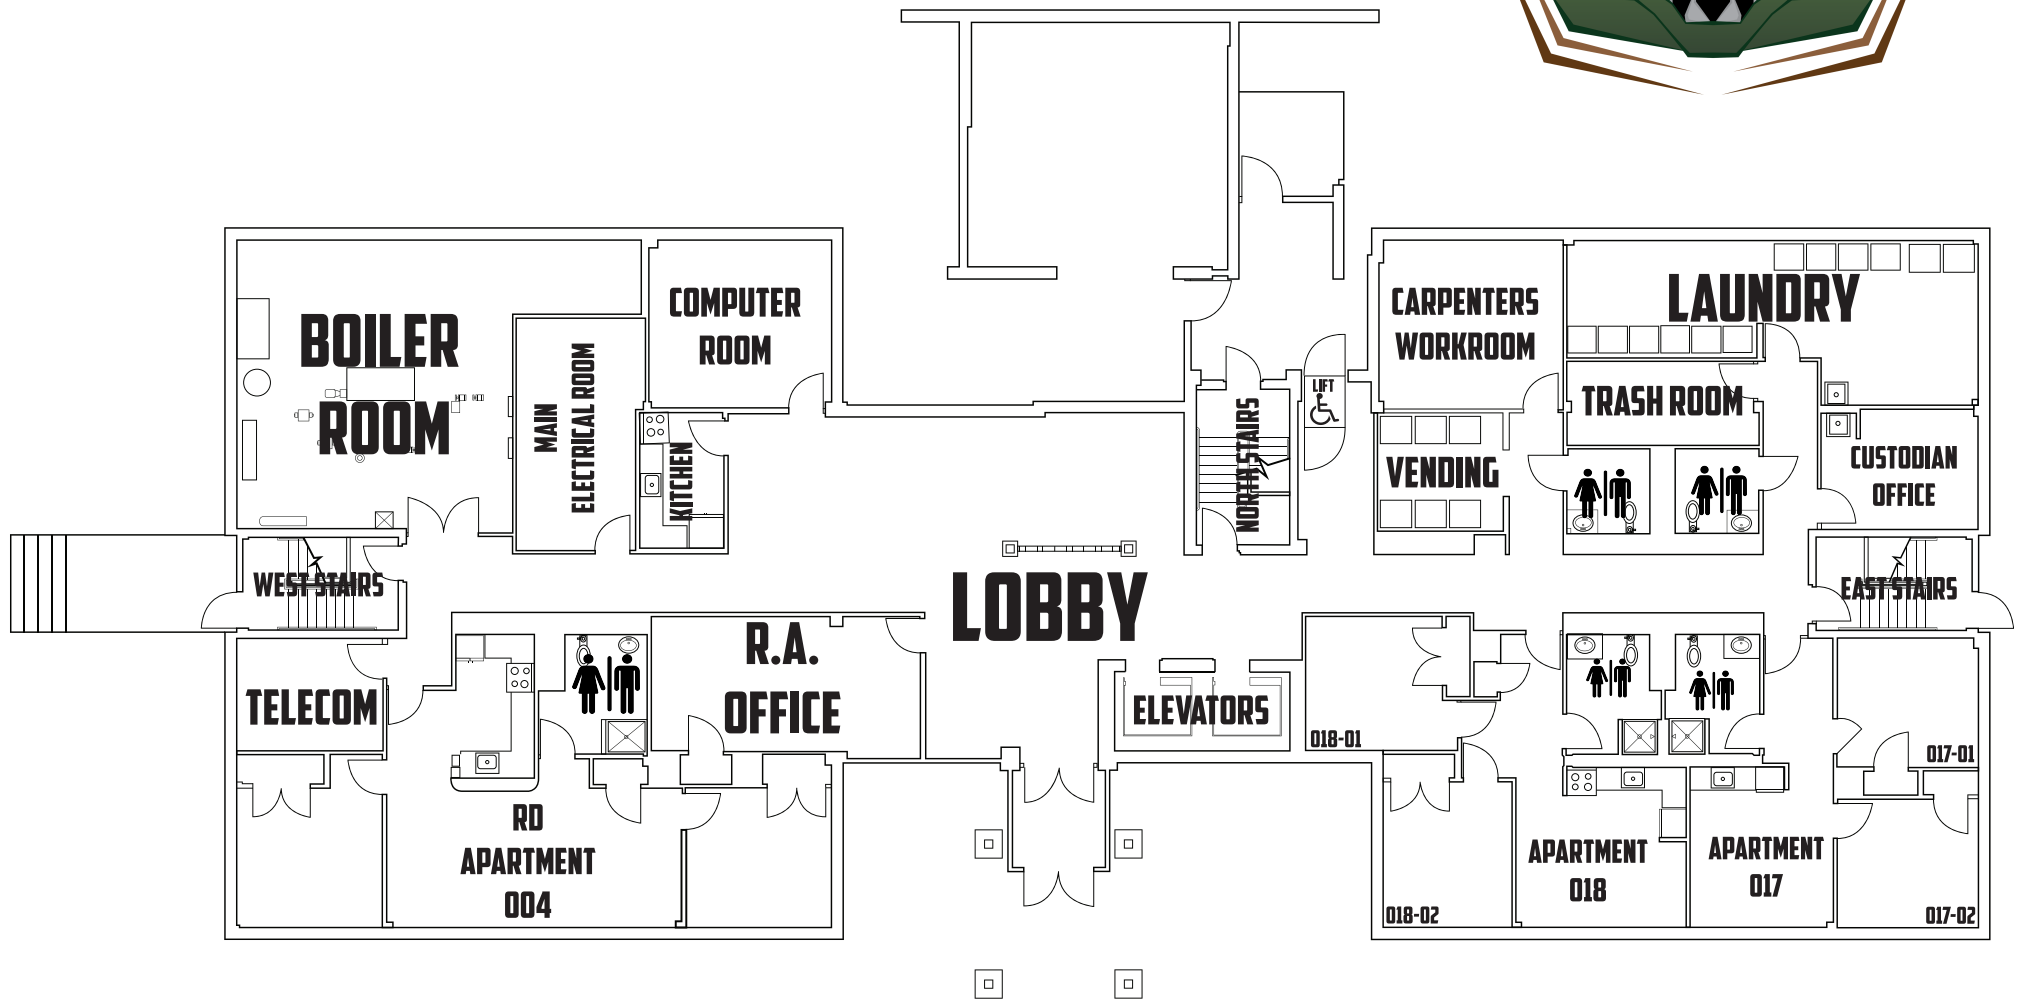 BOILER
ROOM
COMPUTER
ROOM
MAIN
ELECTRICAL ROOM
KITCHEN
NORTH STAIRS
LIFT
CARPENTERS
WORKROOM
LAUNDRY
TRASH ROOM
VENDING
CUSTODIAN
OFFICE
WEST STAIRS
LOBBY
EAST STAIRS
TELECOM
R.A.
OFFICE
ELEVATORS
018-01
017-01
RD
APARTMENT
004
APARTMENT
018
APARTMENT
017
018-02
017-02